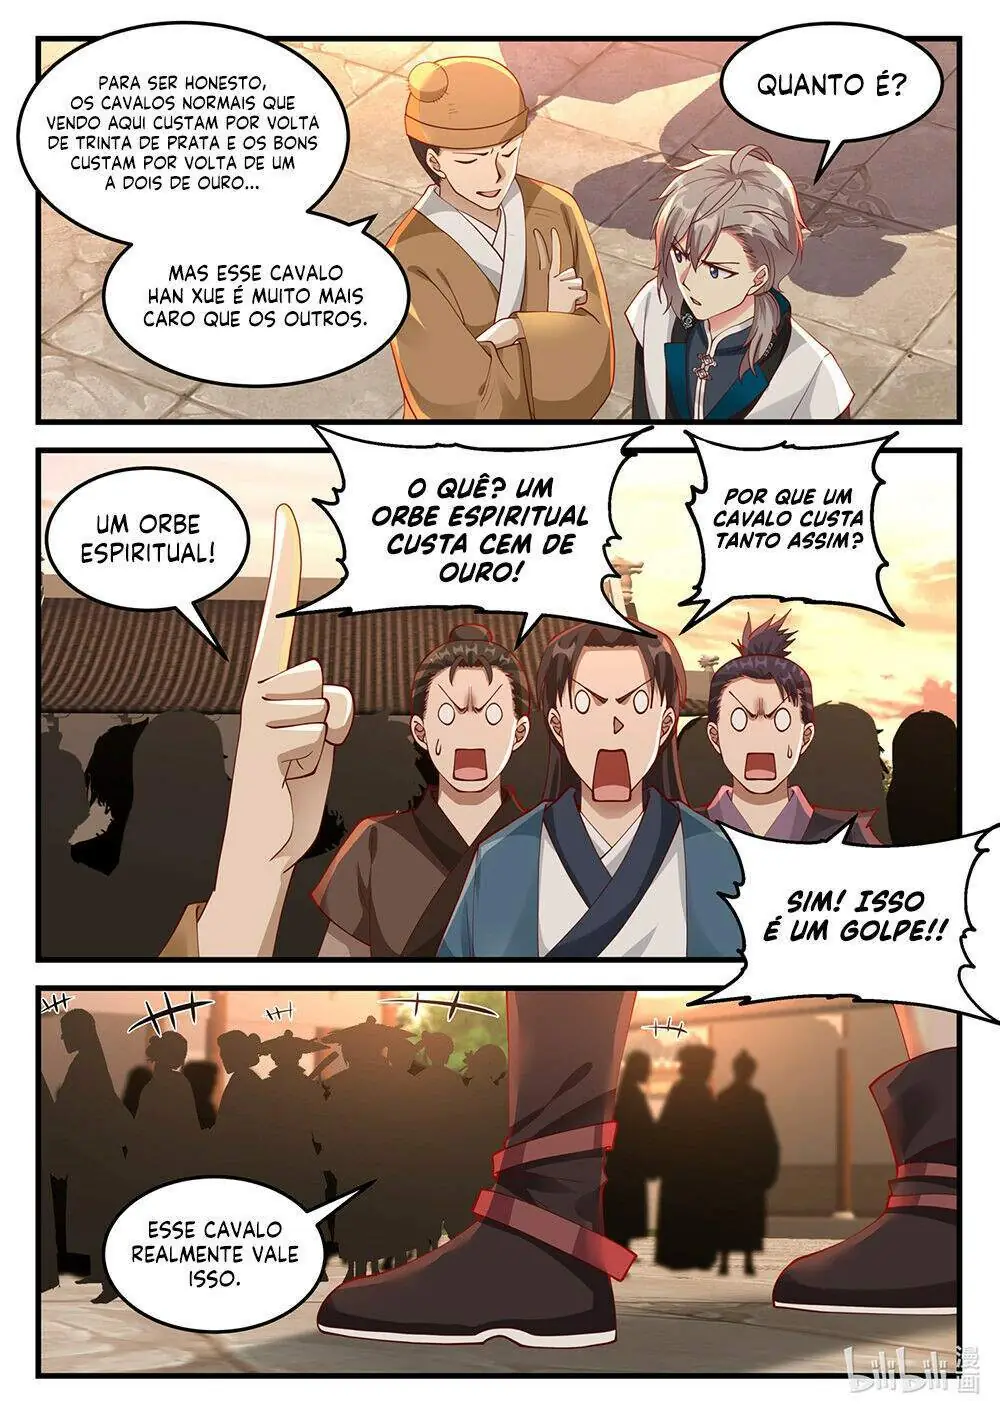 PARA SER HONESTO,
OS CAVALOS NORMAIS QUE
VENDO AQUI CUSTAM POR VOLTA
DE TRINTA DE PRATA E OS BONS
CUSTAM POR VOLTA DE UM
A DOIS DE OURO...
MAS ESSE CAVALO
HAN XUE É MUITO MAIS
CARO QUE OS OUTROS.
QUANTO É?
UM ORBE
ESPIRITUAL!
O QUÊ? UM
ORBE ESPIRITUAL
CUSTA CEM DE
OURO!
POR QUE UM
CAVALO CUSTA
TANTO ASSIM?
SIM! ISSO
É UM GOLPE!!
ESSE CAVALO
REALMENTE VALE
ISSO.
bilibili 漫画